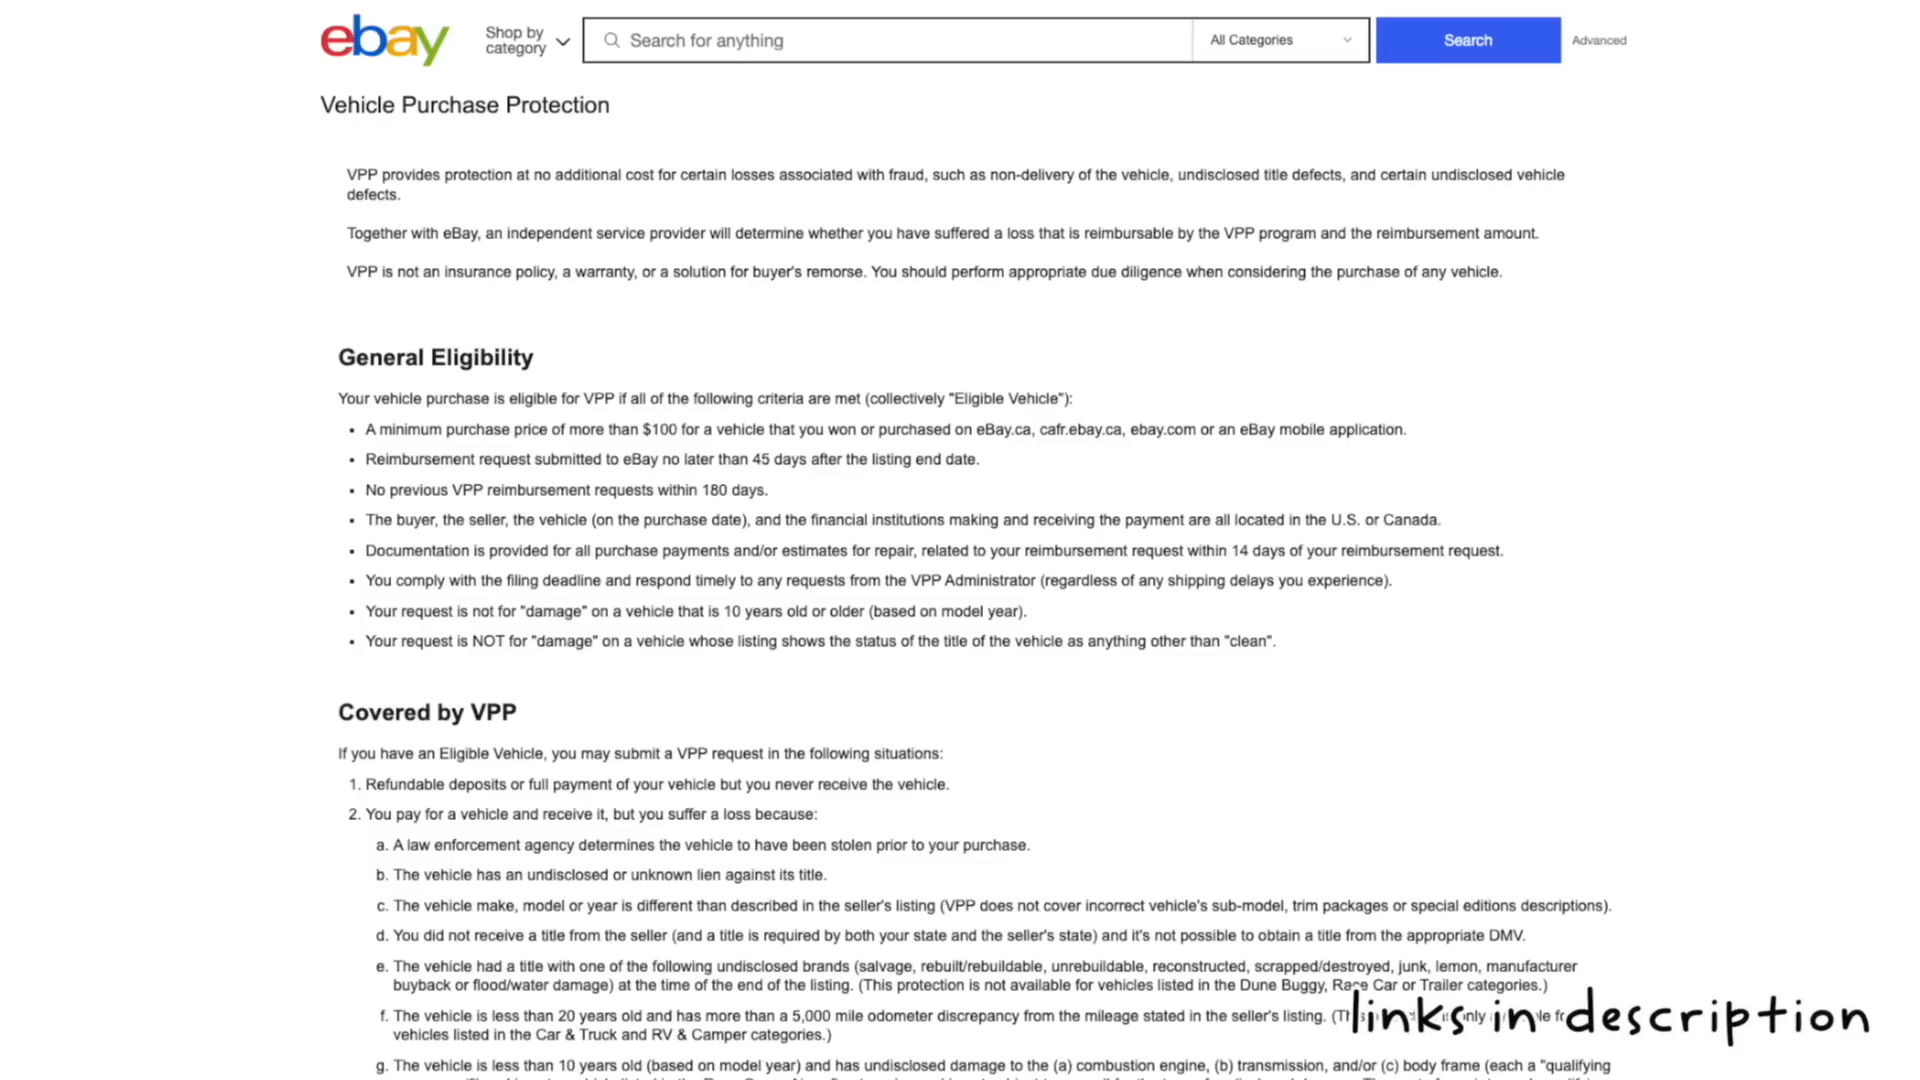 ebay
Shop by
category
Search for anything
All Categories
Search
Advanced
Vehicle Purchase Protection
VPP provides protection at no additional cost for certain losses associated with fraud, such as non-delivery of the vehicle, undisclosed title defects, and certain undisclosed vehicle
defects.
Together with eBay, an independent service provider will determine whether you have suffered a loss that is reimbursable by the VPP program and the reimbursement amount.
VPP is not an insurance policy, a warranty, or a solution for buyer's remorse. You should perform appropriate due diligence when considering the purchase of any vehicle.
General Eligibility
Your vehicle purchase is eligible for VPP if all of the following criteria are met (collectively "Eligible Vehicle"):
• A minimum purchase price of more than $100 for a vehicle that you won or purchased on eBay.ca, cafr.ebay.ca, ebay.com or an eBay mobile application.
• Reimbursement request submitted to eBay no later than 45 days after the listing end date.
• No previous VPP reimbursement requests within 180 days.
• The buyer, the seller, the vehicle (on the purchase date), and the financial institutions making and receiving the payment are all located in the U.S. or Canada.
• Documentation is provided for all purchase payments and/or estimates for repair, related to your reimbursement request within 14 days of your reimbursement request.
• You comply with the filing deadline and respond timely to any requests from the VPP Administrator (regardless of any shipping delays you experience).
• Your request is not for "damage" on a vehicle that is 10 years old or older (based on model year).
• Your request is NOT for "damage" on a vehicle whose listing shows the status of the title of the vehicle as anything other than "clean".
Covered by VPP
If you have an Eligible Vehicle, you may submit a VPP request in the following situations:
1. Refundable deposits or full payment of your vehicle but you never receive the vehicle.
2. You pay for a vehicle and receive it, but you suffer a loss because:
a. A law enforcement agency determines the vehicle to have been stolen prior to your purchase.
b. The vehicle has an undisclosed or unknown lien against its title.
c. The vehicle make, model or year is different than described in the seller's listing (VPP does not cover incorrect vehicle's sub-model, trim packages or special editions descriptions).
d. You did not receive a title from the seller (and a title is required by both your state and the seller's state) and it's not possible to obtain a title from the appropriate DMV.
e. The vehicle had a title with one of the following undisclosed brands (salvage, rebuilt/rebuildable, unrebuildable, reconstructed, scrapped/destroyed, junk, lemon, manufacturer
buyback or flood/water damage) at the time of the end of the listing. (This protection is not available for vehicles listed in the Dune Buggy, Race Car or Trailer categories.)
f. The vehicle is less than 20 years old and has more than a 5,000 mile odometer discrepancy from the mileage stated in the seller's listing.
vehicles listed in the Car & Truck and RV & Camper categories.)
links in description
g. The vehicle is less than 10 years old (based on model year) and has undisclosed damage to the (a) combustion engine, (b) transmission, and/or (c) body frame (each a "qualifying